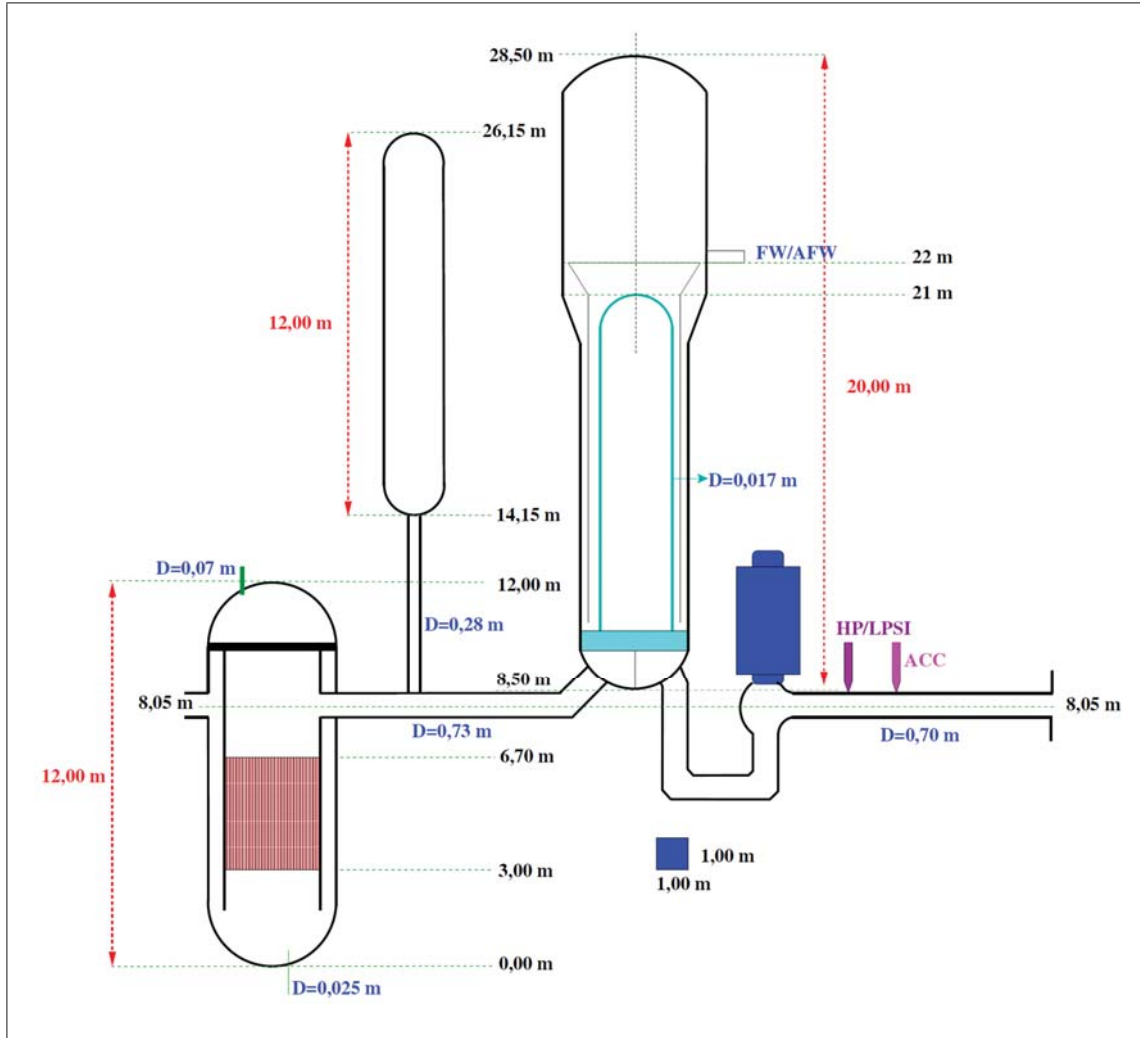 28,50 m
26,15 m
FW/AFW
22 m
21 m
12,00 m
20,00 m
D=0,017 m
14,15 m
D=0,07 m
12,00 m
D=0,28 m
HP/LPSI
ACC
8,50 m
8,05 m
8,05 m
D=0,73 m
D=0,70 m
6,70 m
12,00 m
1,00 m
3,00 m
1,00 m
0,00 m
D=0,025 m